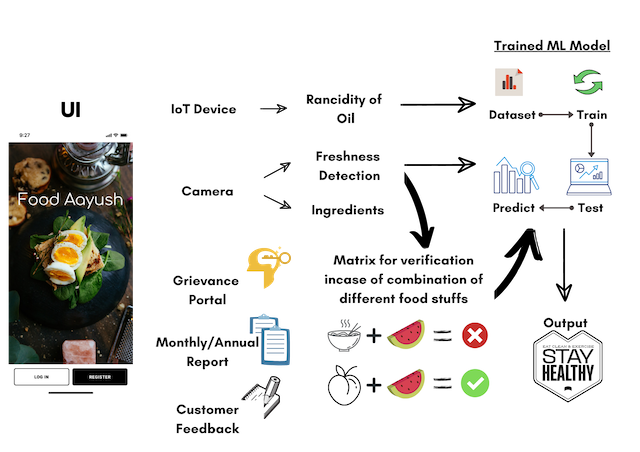 Trained ML Model
UI
IoT Device
Rancidity of
Oil
Dataset
Train
9:27
Food Aayush
Camera
Freshness
Detection
Ingredients
Predict
Test
Grievance
Portal
Matrix for verification
incase of combination of
different food stuffs
Monthly/Annual
Report
Output
EAT CLEAN & EXERCISE
STAY
HEALTHY
LOG IN
REGISTER
Customer
Feedback